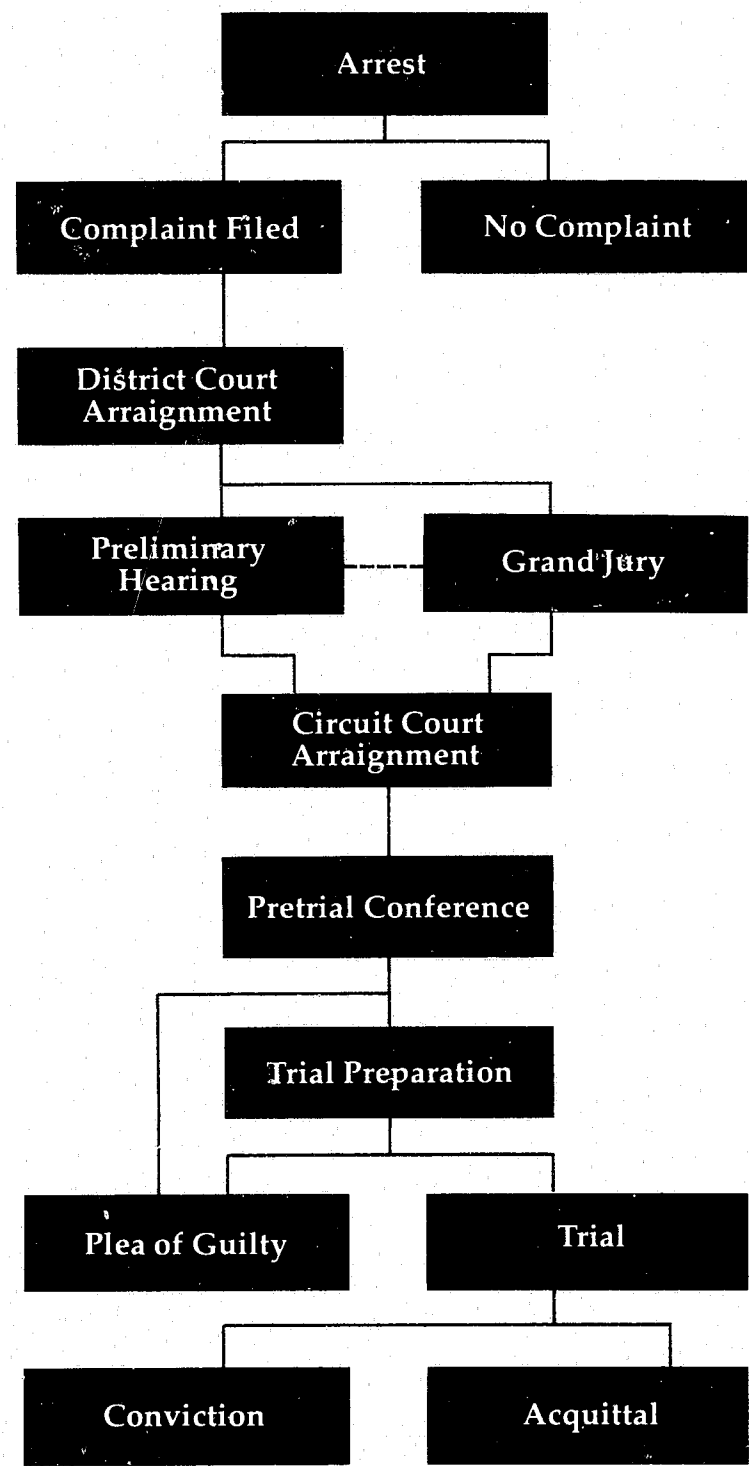 Arrest
Complaint Filed
No Complaint
District Court
Arraignment
Preliminary
Hearing
Grand Jury
Circuit Court
Arraignment
Pretrial Conference
Trial Preparation
Plea of Guilty
Trial
Conviction
Acquittal